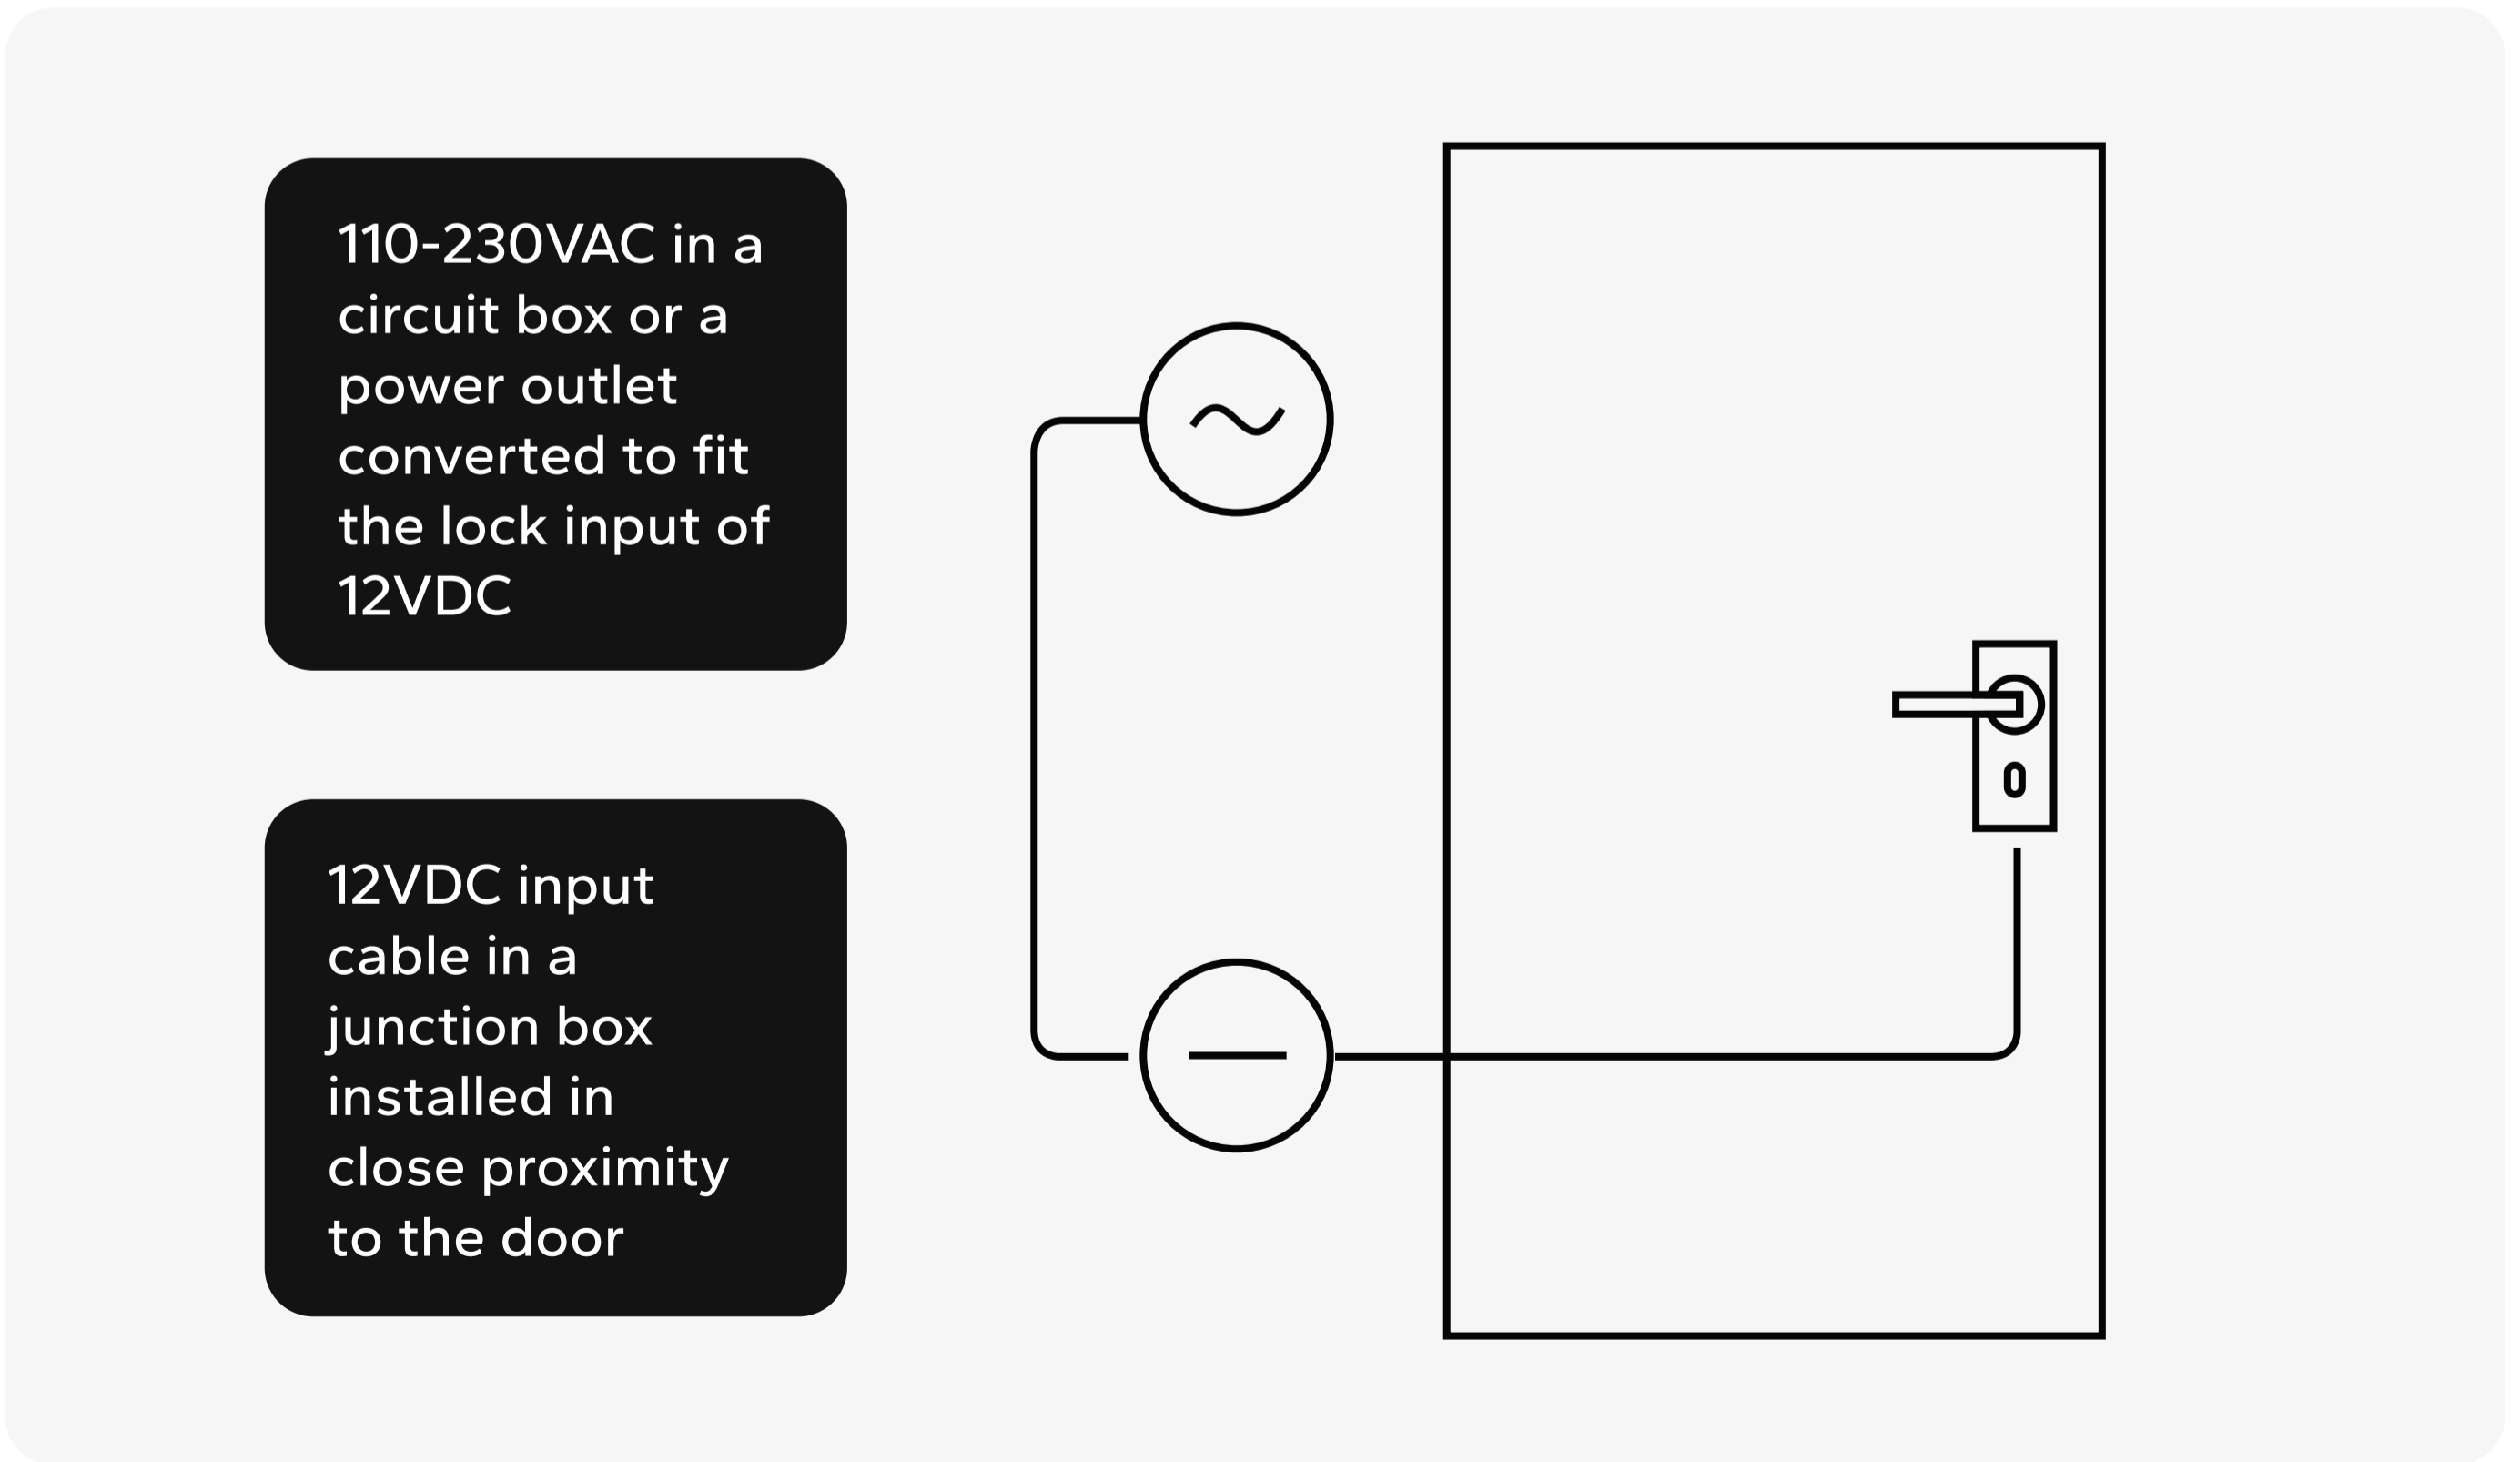 110-230VAC in a
circuit box or a
power outlet
converted to fit
the lock input of
12VDC
12VDC input
cable in a
junction box
installed in
close proximity
to the door